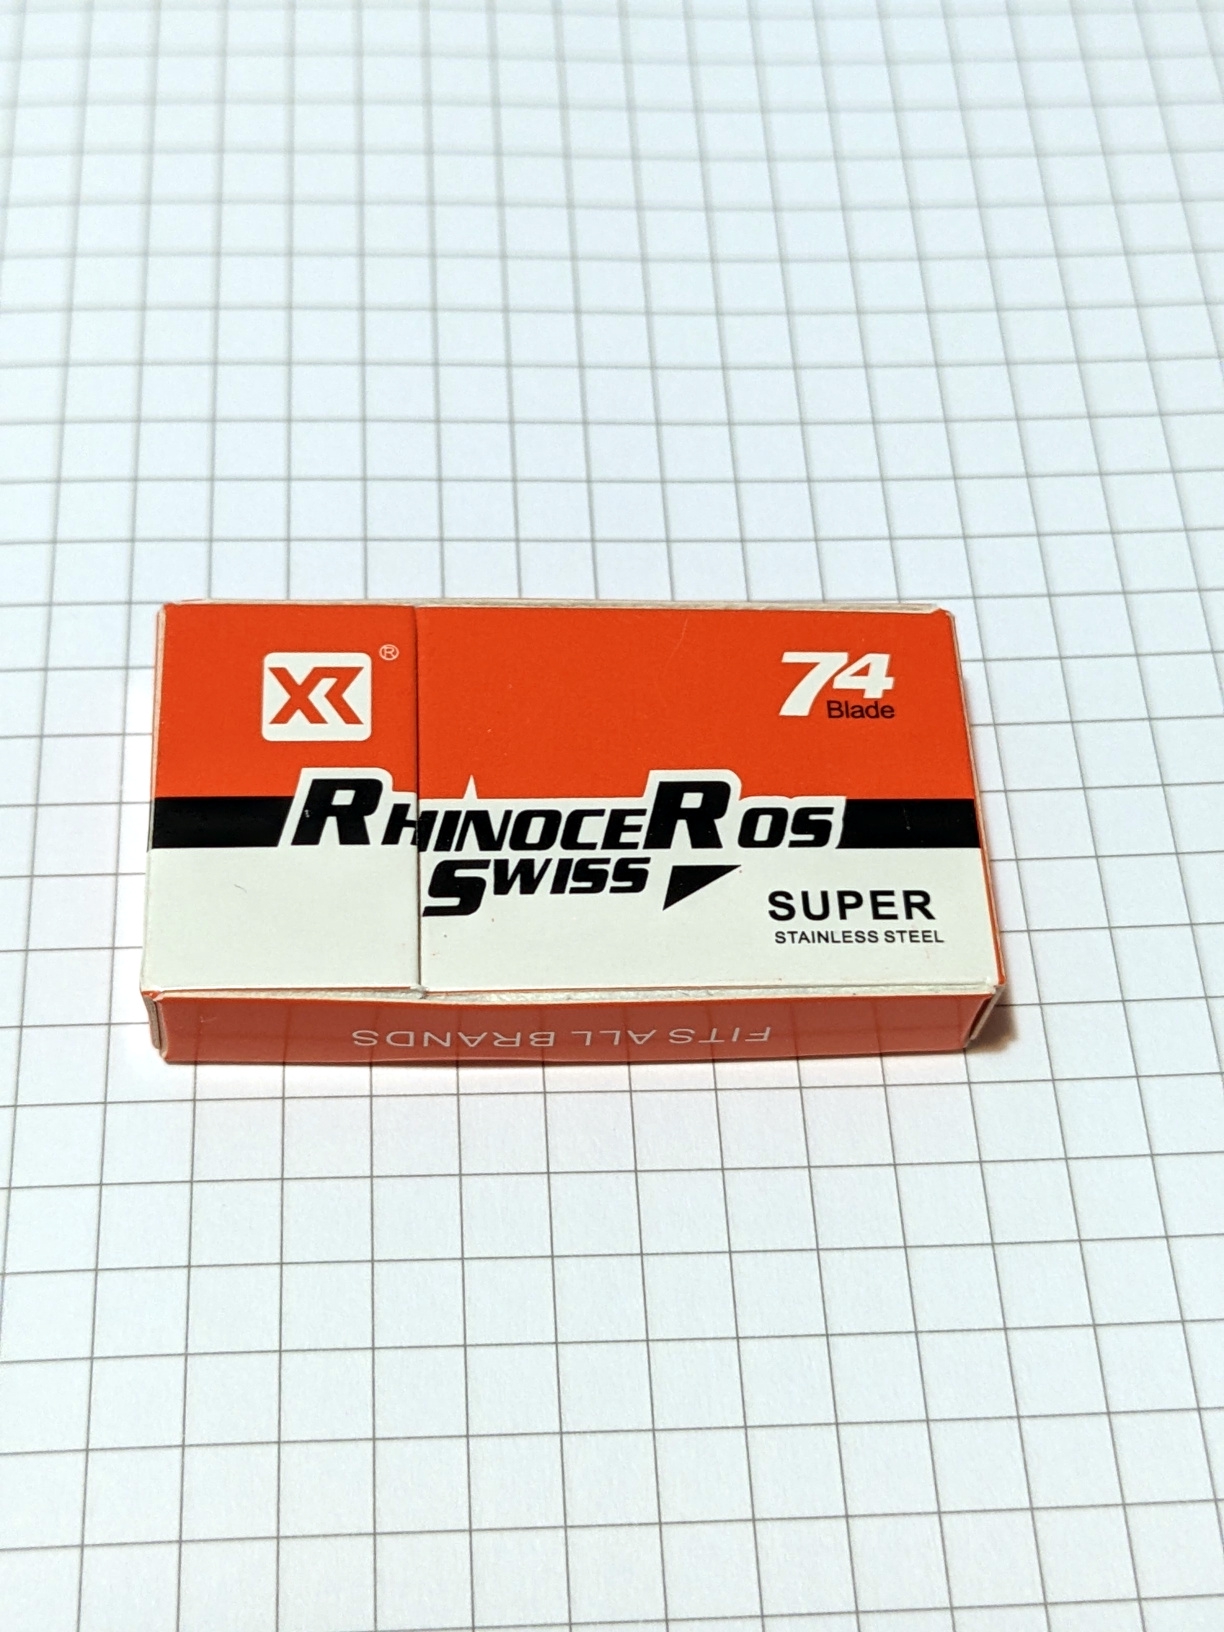 XR ®
74
Blade
RHINOCEROS
SWISS
SUPER
STAINLESS STEEL
FITS ALL BRANDS